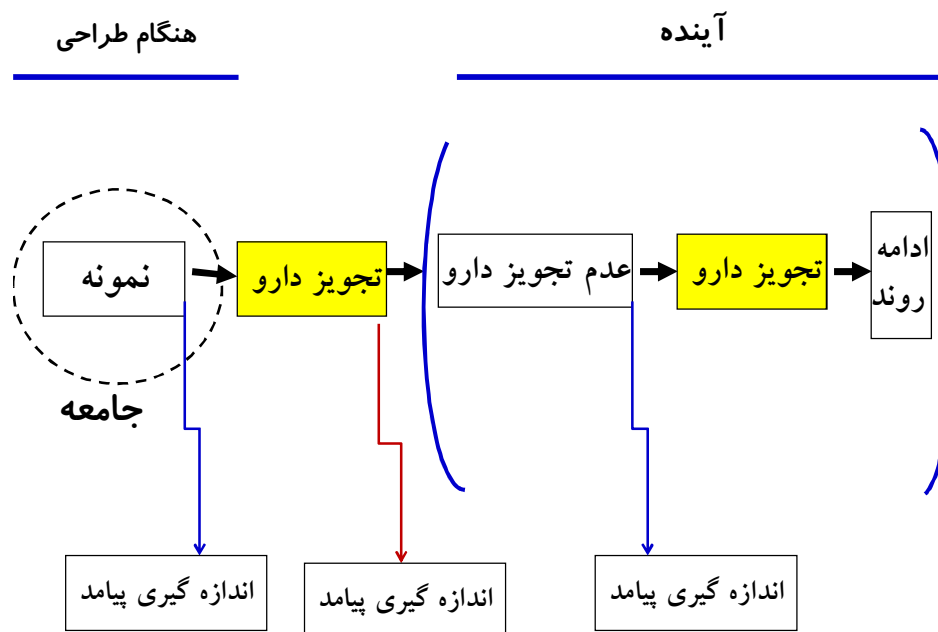 هنگام طراحی
آینده
نمونه
تجویز دارو
عدم تجویز دارو
تجویز دارو
ادامه
روند
جامعه
اندازه گیری پیامد
اندازه گیری پیامد
اندازه گیری پیامد